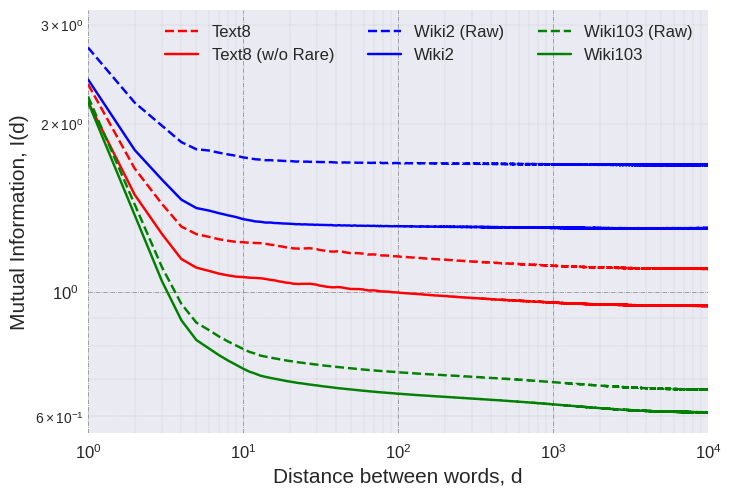 Text8
Text8 (w/o Rare)
Wiki2 (Raw)
Wiki2
Wiki103 (Raw)
Wiki103
Mutual Information, I(d)
3 × 10⁰
2 × 10⁰
10⁰
6 × 10⁻¹
10⁰ 10¹ 10² 10³ 10⁴
Distance between words, d